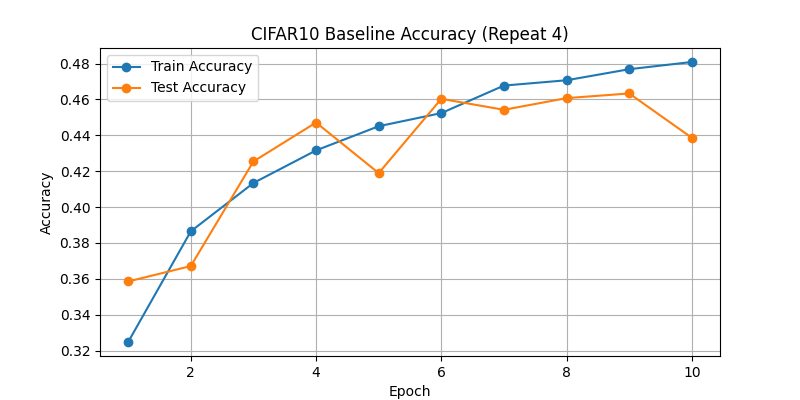 CIFAR10 Baseline Accuracy (Repeat 4)
Train Accuracy
Test Accuracy
0.48
0.46
0.44
0.42
0.40
0.38
0.36
0.34
0.32
Accuracy
2 4 6 8 10
Epoch